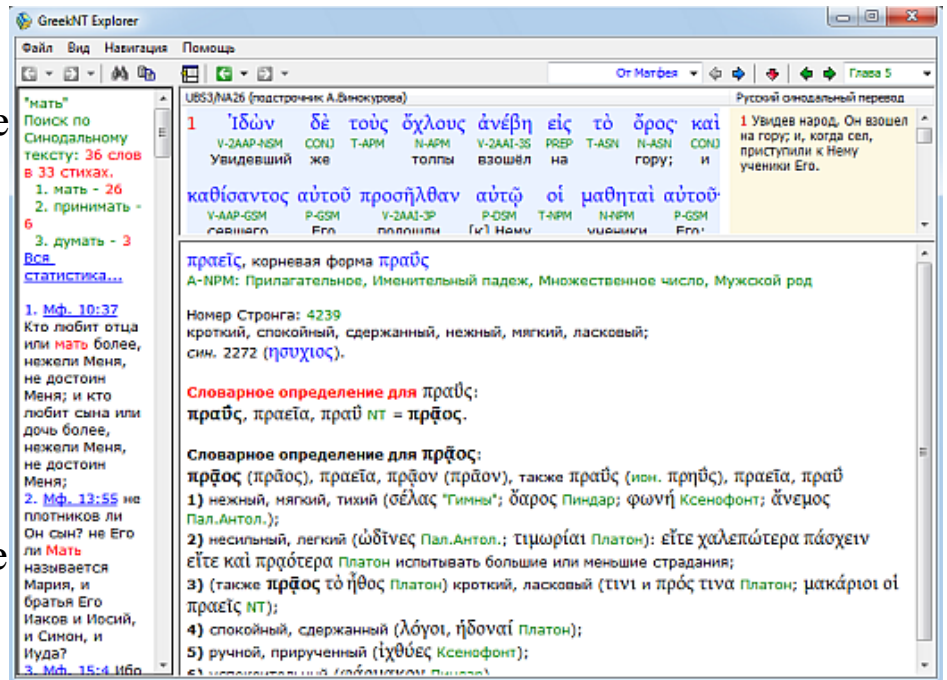 GreekNT Explorer
Файл Вид Навигация Помощь
От Матфея
Глава 5
е
е
"мать"
Поиск по
Синодальному
тексту: 36 слов
в 33 стихах.
1. мать - 26
2. принимать -
6
3. думать - 3
Вся
статистика...
1. Мф. 10:37
Кто любит отца
или мать более,
нежели Меня,
не достоин
Меня; и кто
любит сына или
дочь более,
нежели Меня,
не достоин
Меня;
2. Мф. 13:55 не
плотников ли
Он сын? не Его
ли Мать
называется
Мария, и
братья Его
Иаков и Иосий,
и Симон, и
Иуда?
3. Мф. 15:4 Ибо
UBS3/NA26 (подстрочник А.Винокурова)
1 Ἰδὼν δὲ τοὺς ὄχλους ἀνέβη εἰς τὸ ὄρος· καὶ
V-2AAP-NSM CONJ T-APM N-APM V-2AAI-3S PREP T-ASN N-ASN CONJ
Увидевший же толпы взошёл на гору; и
καθίσαντος αὐτοῦ προσῆλθαν αὐτῷ οἱ μαθηταὶ αὐτοῦ·
V-AAP-GSM P-GSM V-2AAI-3P P-DSM T-NPM N-NPM P-GSM
севшего Его подошли [к] Нему ученики Его;
Русский синодальный перевод
1 Увидев народ, Он взошел
на гору; и, когда сел,
приступили к Нему
ученики Его.
πραεῖς, корневая форма πραΰς
A-NPM: Прилагательное, Именительный падеж, Множественное число, Мужской род
Номер Стронга: 4239
кроткий, спокойный, сдержанный, нежный, мягкий, ласковый;
син. 2272 (ησυχιος).
Словарное определение для πραΰς:
πραΰς, πραεῖα, πραΰ NT = πρᾷος.
Словарное определение для πρᾷος:
πρᾷος (πρᾶος), πραεῖα, πρᾷον (πρᾶον), также πραΰς (ион. πρηΰς), πραεῖα, πραΰ
1) нежный, мягкий, тихий (σέλας "Гимны"; ὄαρος Пиндар; φωνή Ксенофонт; ἄνεμος
Пал.Антол.);
2) несильный, легкий (ὠδῖνες Пал.Антол.; τιμωρίαι Платон): εἴτε χαλεπώτερα πάσχειν
εἴτε καὶ πρᾳότερα Платон испытывать большие или меньшие страдания;
3) (также πρᾷος τὸ ἦθος Платон) кроткий, ласковый (τινι и πρός τινα Платон; μακάριοι οἱ
πραεῖς NT);
4) спокойный, сдержанный (λόγοι, ἡδοναί Платон);
5) ручной, прирученный (ἰχθύες Ксенофонт);
6) успокоительный (φάρμακον Пиндар)